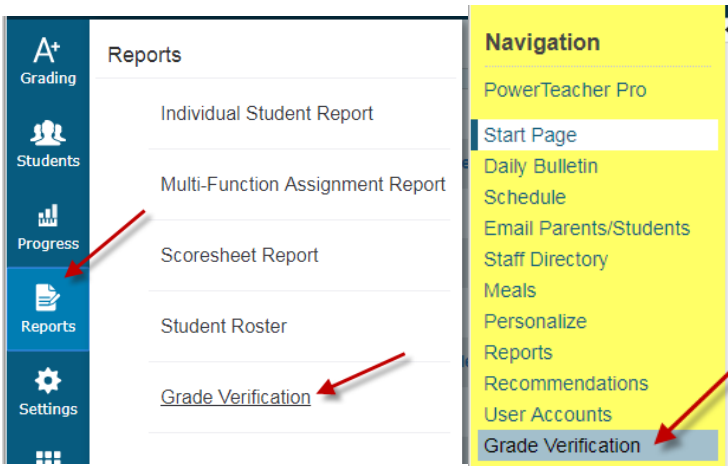 A+
Grading
Students
Progress
Reports
Settings
Reports
Individual Student Report
Multi-Function Assignment Report
Scoresheet Report
Student Roster
Grade Verification
Navigation
PowerTeacher Pro
Start Page
Daily Bulletin
Schedule
Email Parents/Students
Staff Directory
Meals
Personalize
Reports
Recommendations
User Accounts
Grade Verification